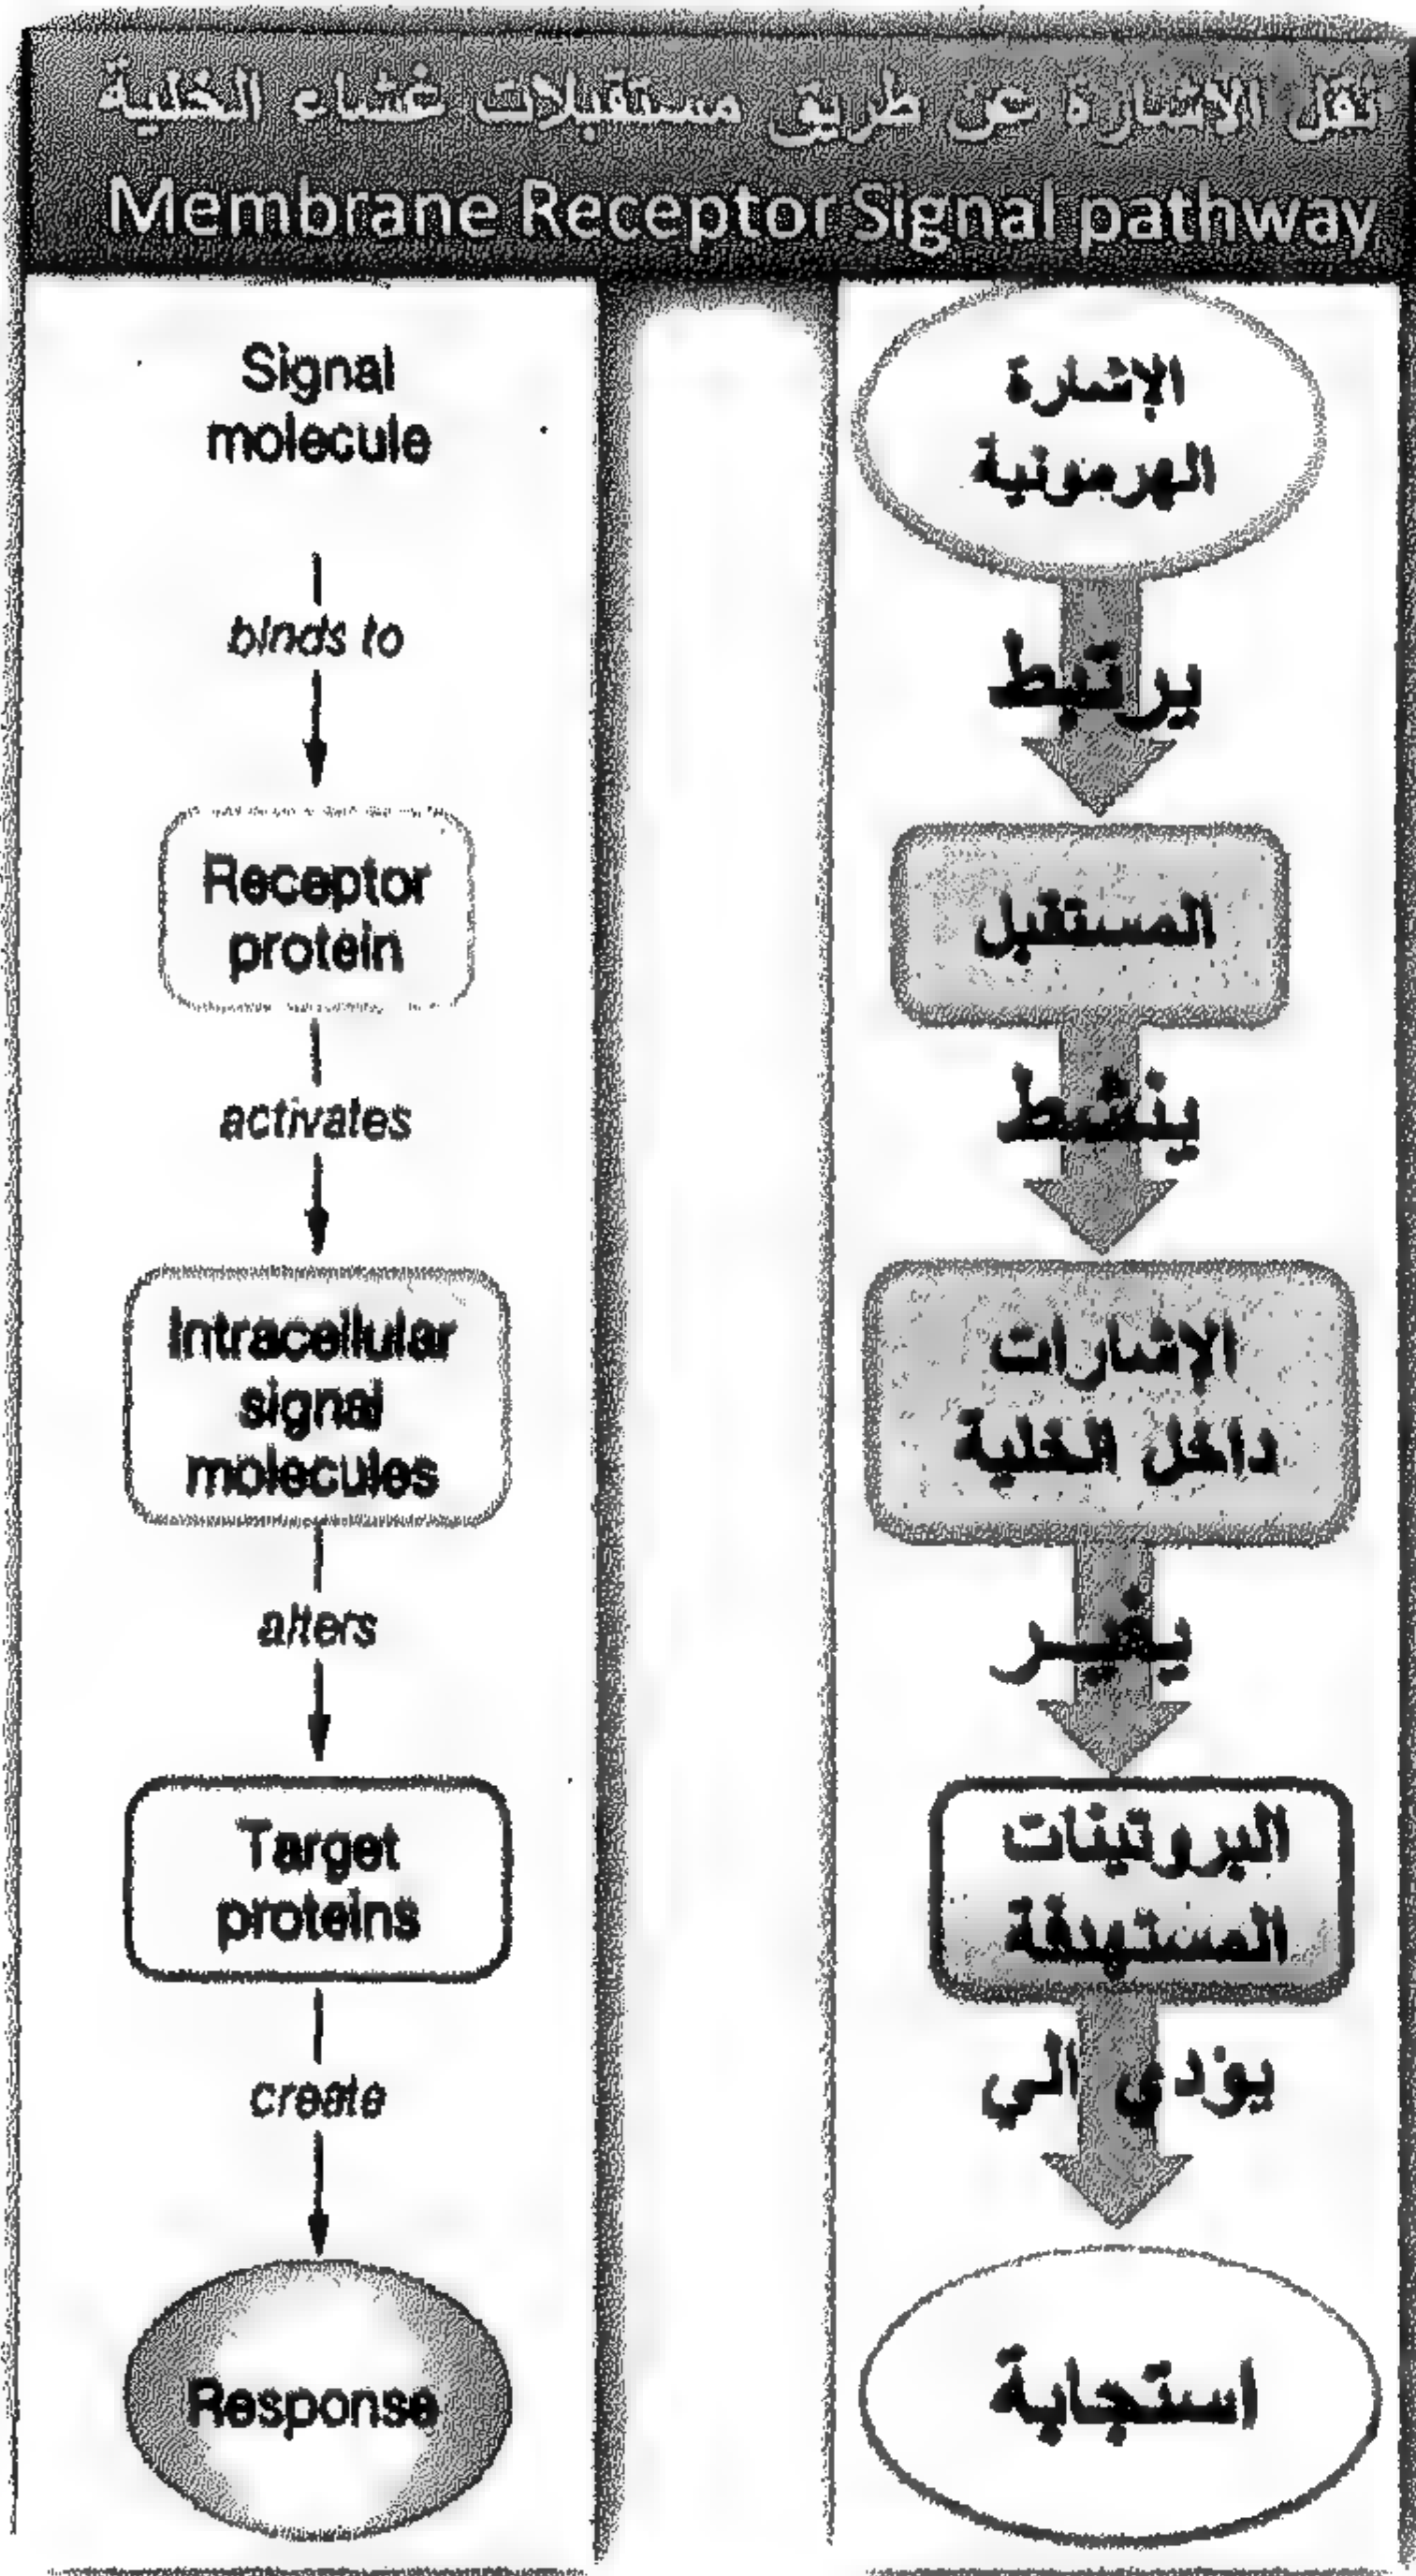 نقل الإشارة عن طريق مستقبلات غشاء الخلية
Membrane Receptor Signal pathway
Signal
molecule
binds to
Receptor
protein
activates
Intracellular
signal
molecules
alters
Target
proteins
create
Response
الإشارة
الهرمونية
يرتبط
المستقبل
ينشط
الإشارات
داخل الخلية
يغيــر
البروتينات
المستهدفة
يؤدي الي
استجابة